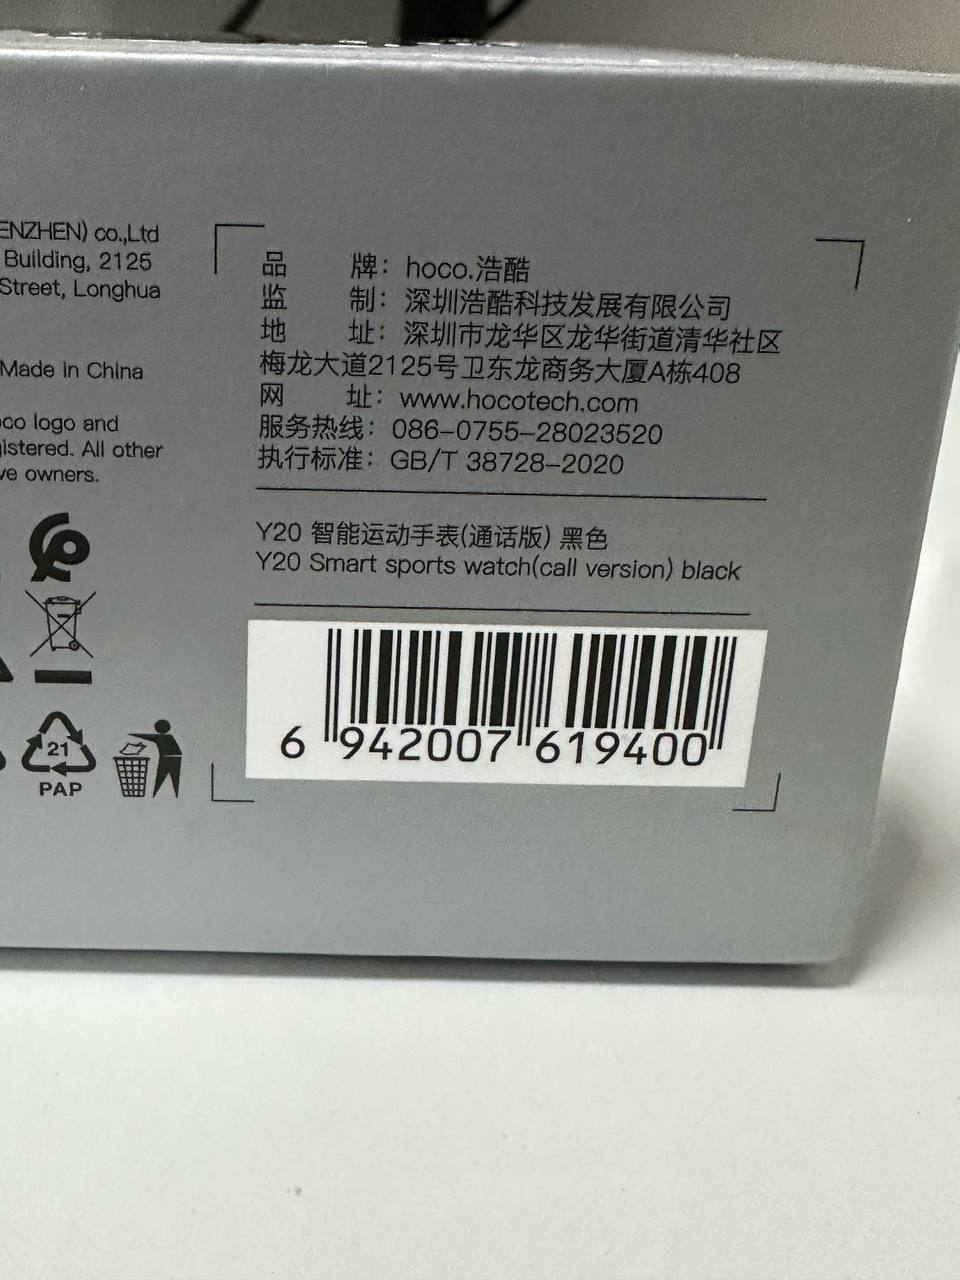 ENZHEN) co.,Ltd
Building, 2125
Street, Longhua
Made in China
oco logo and
gistered. All other
ve owners.
21
PAP
品 牌：hoco.浩酷
监 制：深圳浩酷科技发展有限公司
地 址：深圳市龙华区龙华街道清华社区
梅龙大道2125号卫东龙商务大厦A栋408
网 址：www.hocotech.com
服务热线：086-0755-28023520
执行标准：GB/T 38728-2020
Y20 智能运动手表(通话版) 黑色
Y20 Smart sports watch(call version) black
6 942007 619400